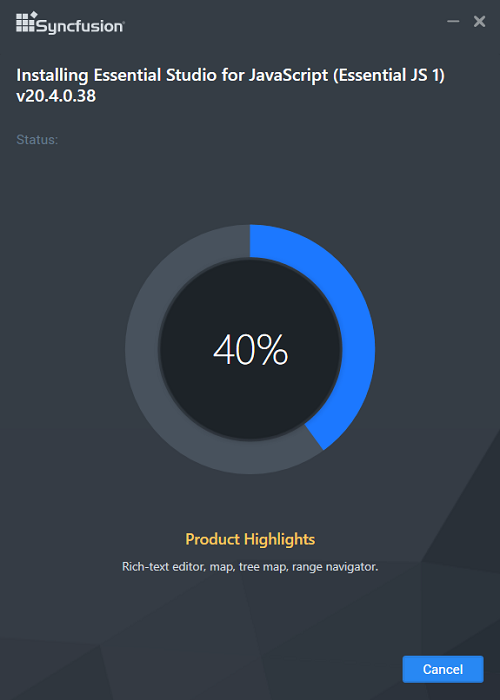 Syncfusion
Installing Essential Studio for JavaScript (Essential JS 1)
v20.4.0.38
Status:
40%
Product Highlights
Rich-text editor, map, tree map, range navigator.
Cancel